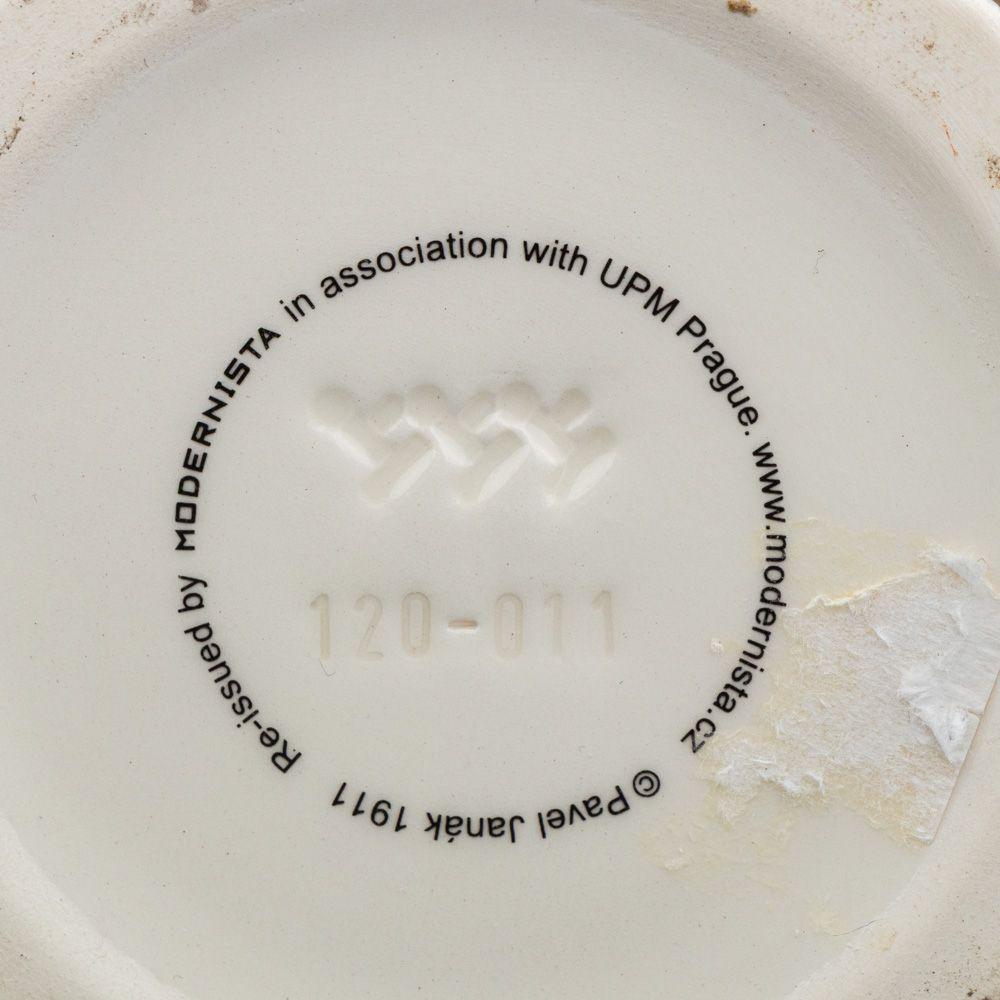 Re-issued by MODERNISTA in association with UPM Prague. www.modernista.cz
© Pavel Janák 1911
120-011